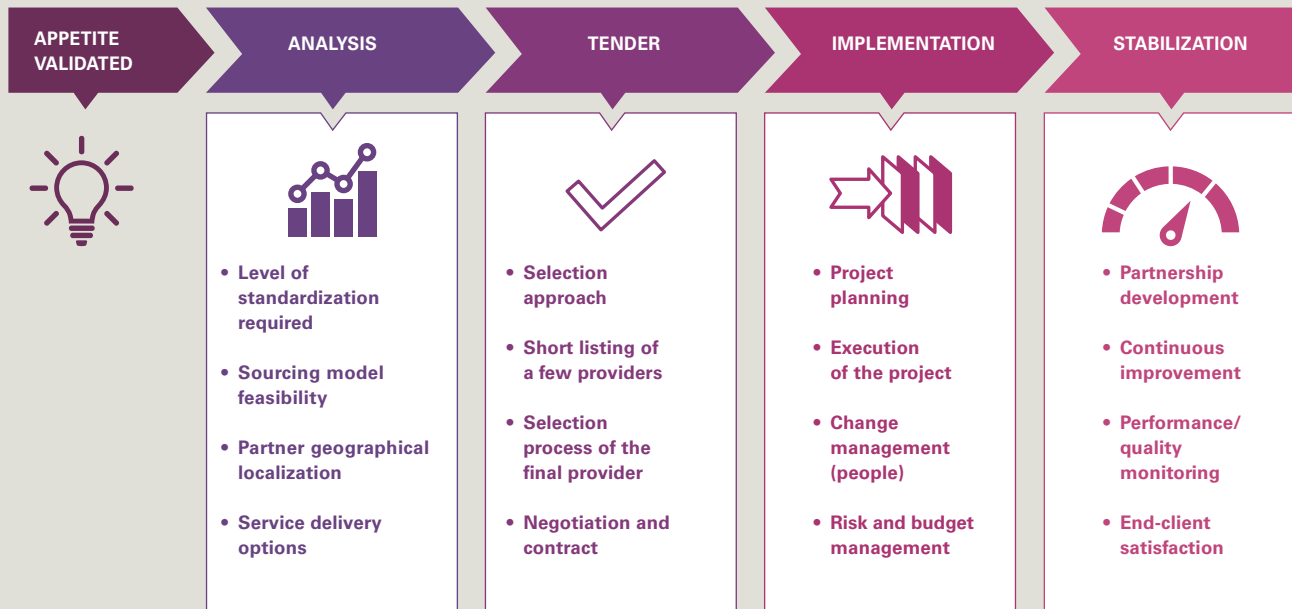 APPETITE
VALIDATED
ANALYSIS
TENDER
IMPLEMENTATION
STABILIZATION
• Level of
standardization
required
• Sourcing model
feasibility
• Partner geographical
localization
• Service delivery
options
• Selection
approach
• Short listing of
a few providers
• Selection
process of the
final provider
• Negotiation and
contract
• Project
planning
• Execution
of the project
• Change
management
(people)
• Risk and budget
management
• Partnership
development
• Continuous
improvement
• Performance/
quality
monitoring
• End-client
satisfaction